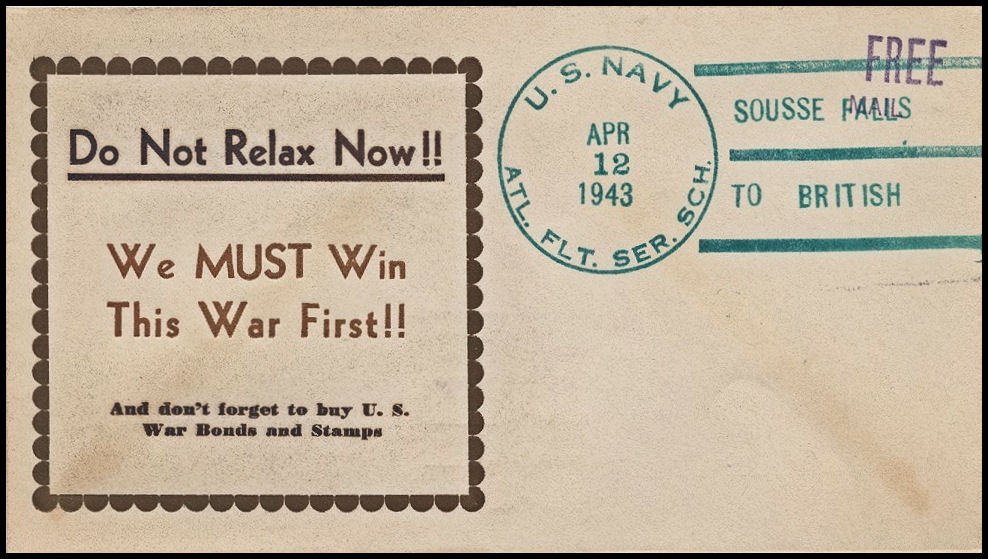 Do Not Relax Now!!
We MUST Win
This War First!!
And don't forget to buy U. S.
War Bonds and Stamps
U. S. NAVY
APR
12
1943
ATL. FLT. SER. SCH.
FREE
MAIL
SOUSSE FALLS
TO BRITISH